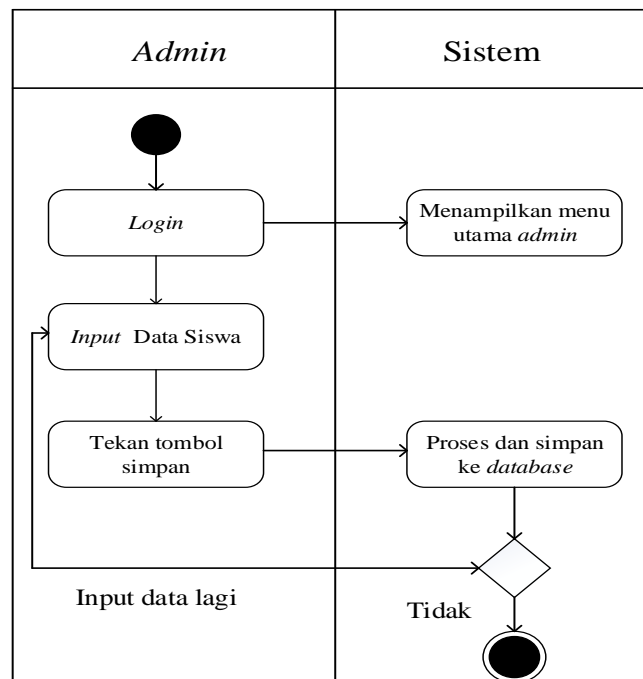 Admin
Sistem
Login
Menampilkan menu
utama admin
Input Data Siswa
Tekan tombol
simpan
Proses dan simpan
ke database
Input data lagi
Tidak